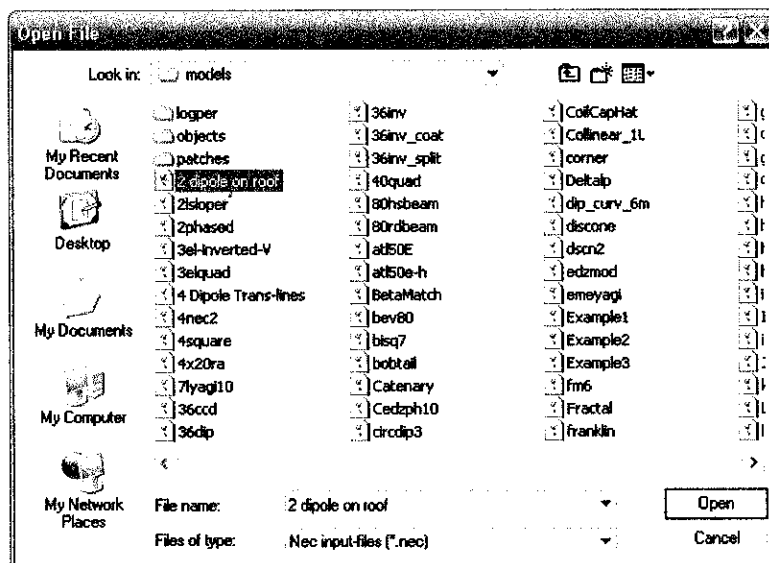 Open File
Look in: models
My Recent Documents
Desktop
My Documents
My Computer
My Network Places
logper
objects
patches
2 dipole on roof
2lsloper
2phased
3el-inverted-V
3elquad
4 Dipole Trans-lines
4nec2
4square
4x20ra
7lyagi10
36ccd
36dip
36inv
36inv_coat
36inv_split
40quad
80hsbeam
80rdbeam
atl50E
atl50e-h
BetaMatch
bev80
bisq7
bobtail
Catenary
Cedzph10
circdip3
CoilCapHat
Collinear_1L
corner
Deltalp
dip_curv_6m
discone
dscn2
edzmod
emeyagi
Example1
Example2
Example3
fm6
Fractal
franklin
File name: 2 dipole on roof
Open
Files of type: Nec input-files (*.nec)
Cancel